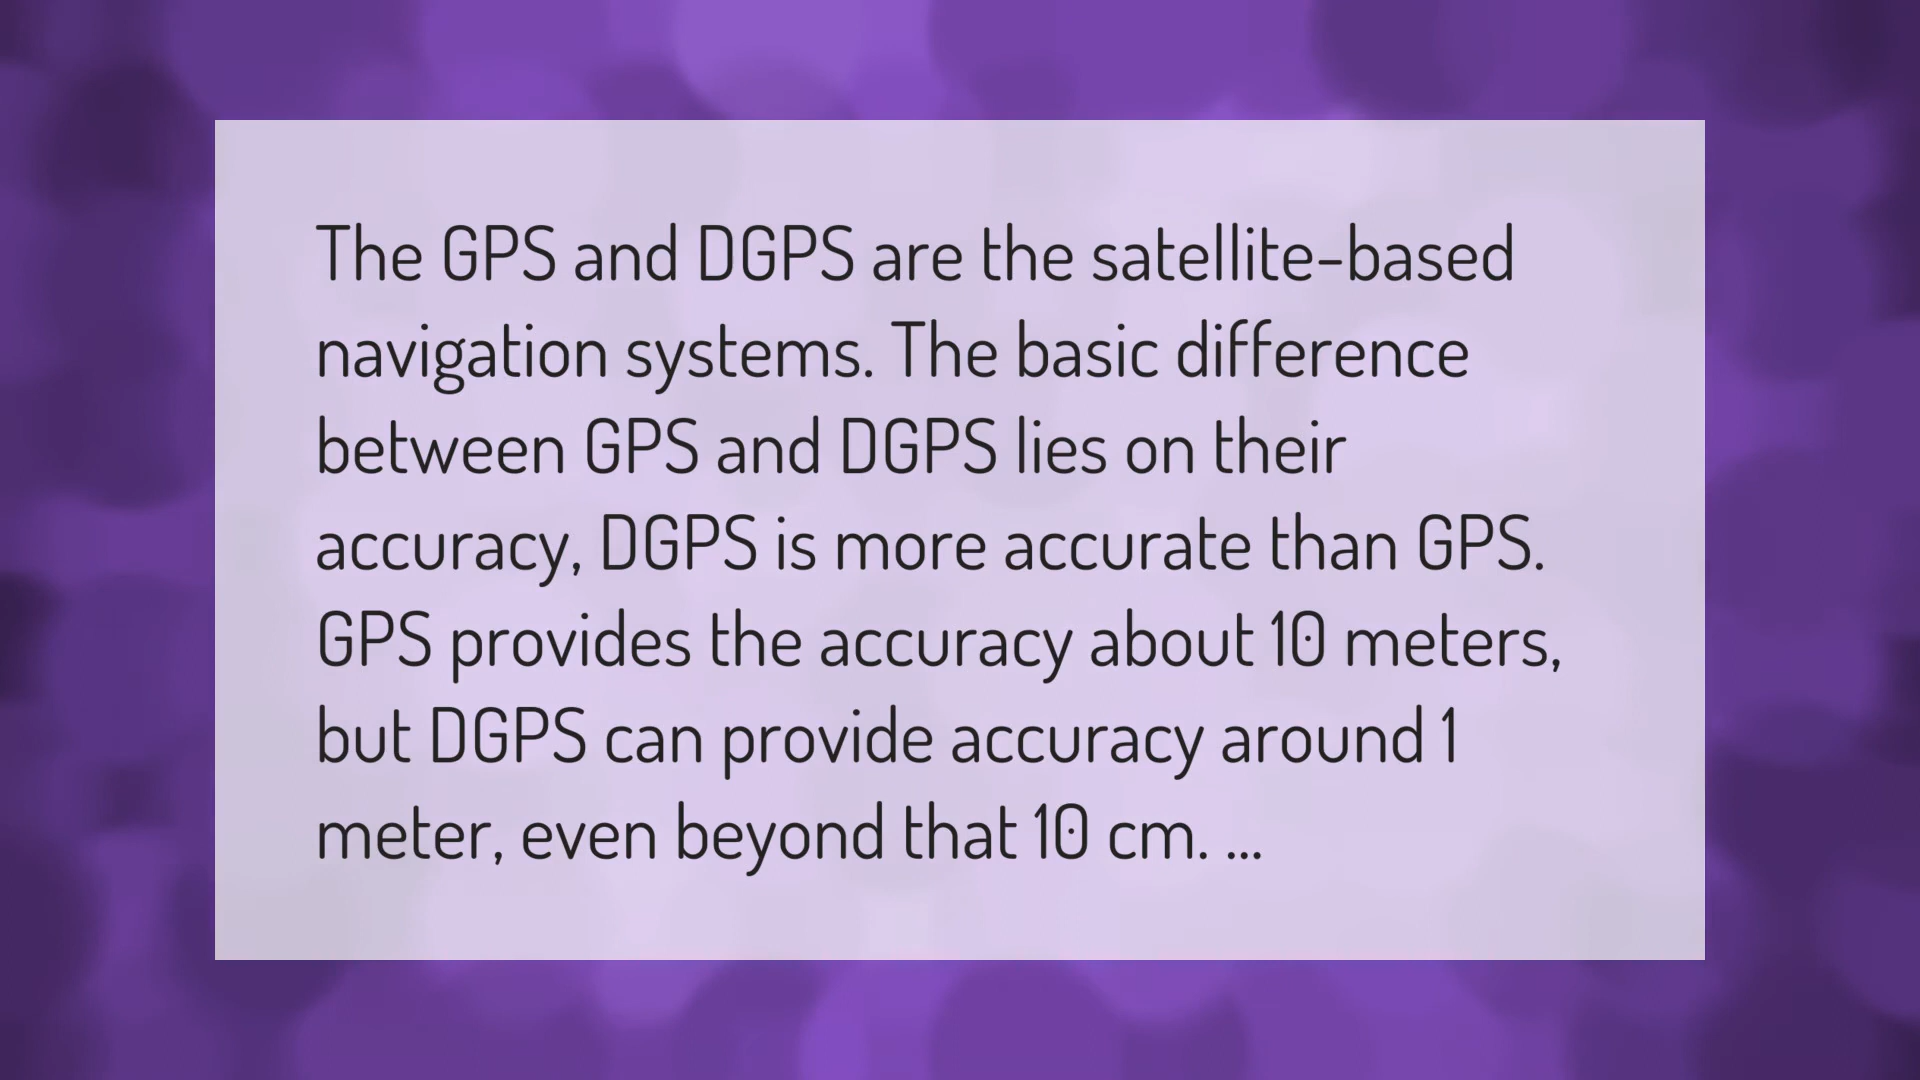 The GPS and DGPS are the satellite-based
navigation systems. The basic difference
between GPS and DGPS lies on their
accuracy, DGPS is more accurate than GPS.
GPS provides the accuracy about 10 meters,
but DGPS can provide accuracy around 1
meter, even beyond that 10 cm. ...